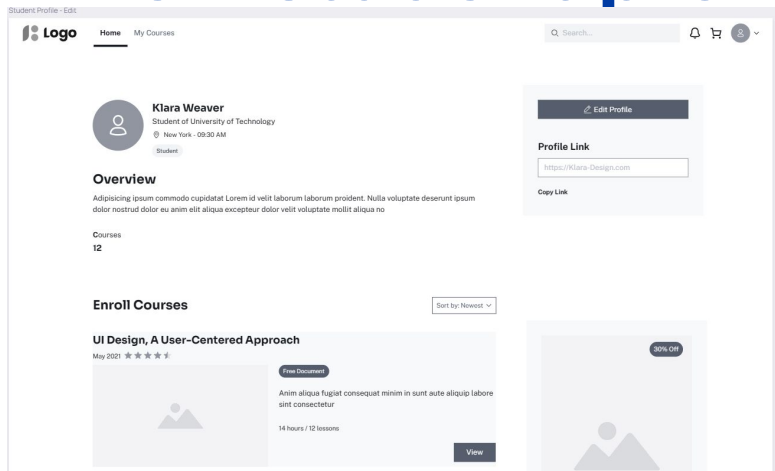 Student Profile - Edit
Logo
Home
My Courses
Search...
Klara Weaver
Student of University of Technology
New York - 09:30 AM
Student
Edit Profile
Profile Link
https://Klara-Design.com
Copy Link
Overview
Adipisicing ipsum commodo cupidatat Lorem id velit laborum laborum proident. Nulla voluptate deserunt ipsum
dolor nostrud dolor eu anim elit aliqua excepteur dolor velit voluptate mollit aliqua no
Courses
12
Enroll Courses
Sort by: Newest
UI Design, A User-Centered Approach
May 2021
Free Document
Anim aliqua fugiat consequat minim in sunt aute aliquip labore
sint consectetur
14 hours / 12 lessons
View
30% Off